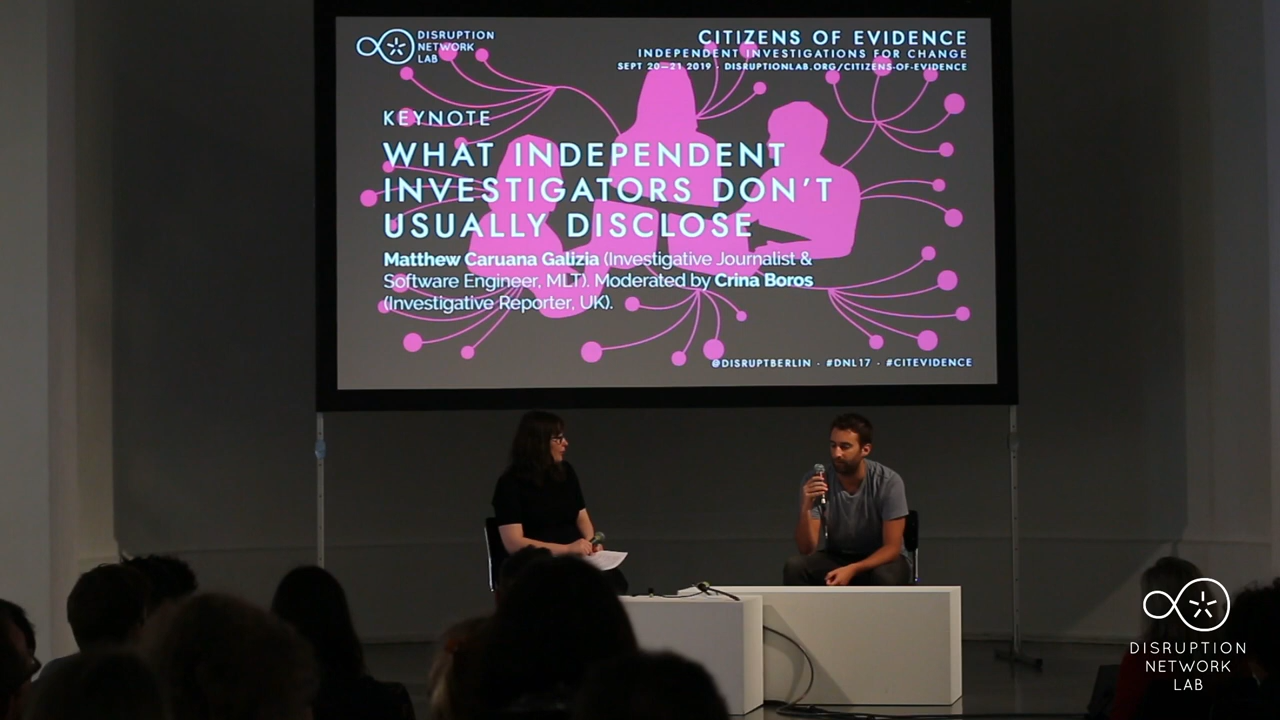 DISRUPTION
NETWORK
LAB
CITIZENS OF EVIDENCE
INDEPENDENT INVESTIGATIONS FOR CHANGE
SEPT 20—21 2019 · DISRUPTIONLAB.ORG/CITIZENS-OF-EVIDENCE
KEYNOTE
WHAT INDEPENDENT
INVESTIGATORS DON'T
USUALLY DISCLOSE
Matthew Caruana Galizia (Investigative Journalist &
Software Engineer, MLT). Moderated by Crina Boros
(Investigative Reporter, UK).
@DISRUPTBERLIN · #DNL17 · #CITEVIDENCE
DISRUPTION
NETWORK
LAB